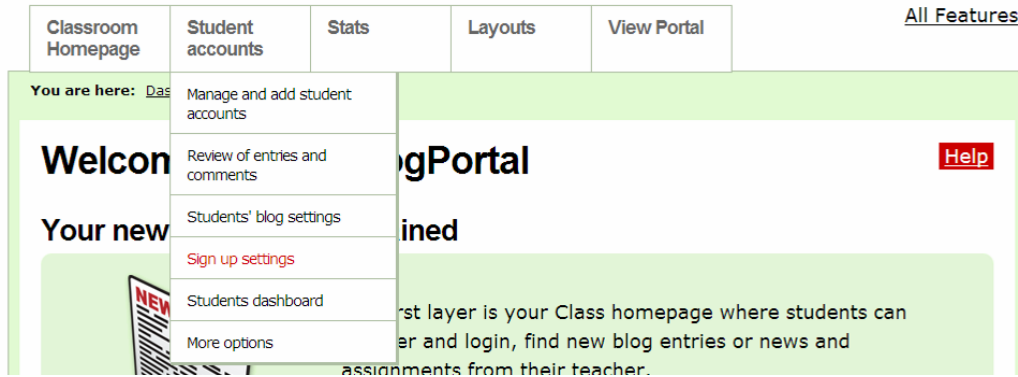 All Features
Classroom Homepage
Student accounts
Stats
Layouts
View Portal
You are here: Das
Manage and add student
accounts
Review of entries and
comments
Students' blog settings
Sign up settings
Students dashboard
More options
Welcom ogPortal
Help
Your new ined
NEW
rst layer is your Class homepage where students can
er and login, find new blog entries or news and
assignments from their teacher.